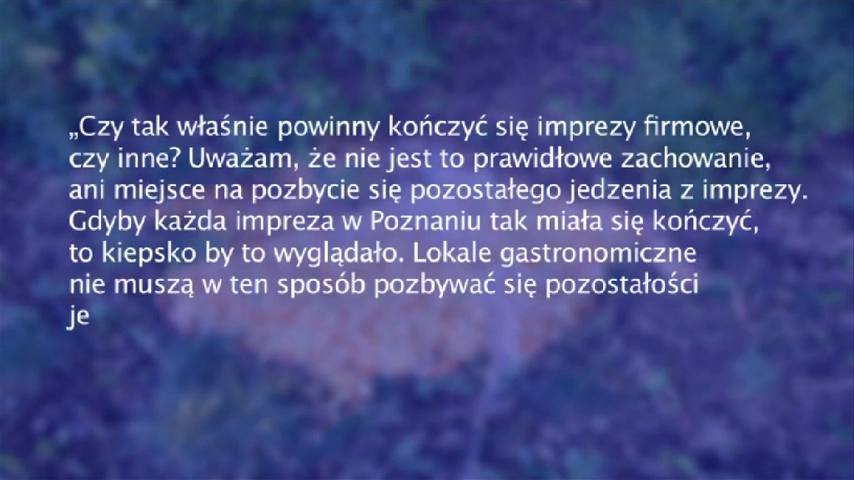 „Czy tak właśnie powinny kończyć się imprezy firmowe,
czy inne? Uważam, że nie jest to prawidłowe zachowanie,
ani miejsce na pozbycie się pozostałego jedzenia z imprezy.
Gdyby każda impreza w Poznaniu tak miała się kończyć,
to kiepsko by to wyglądało. Lokale gastronomiczne
nie muszą w ten sposób pozbywać się pozostałości
je